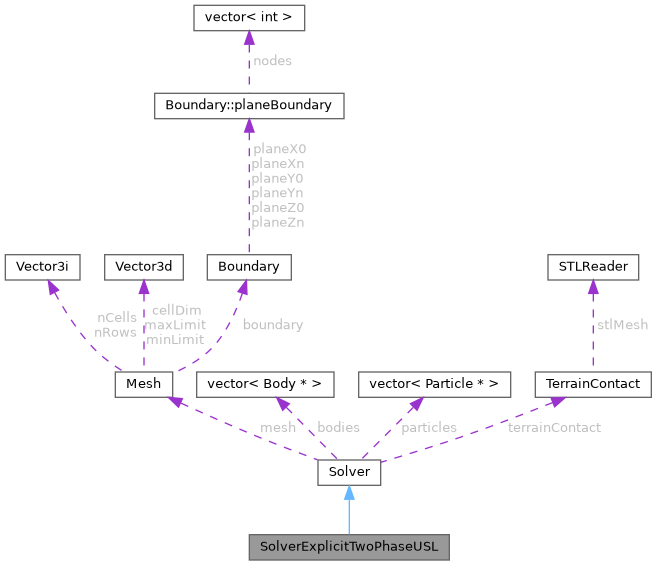 vector< int >
nodes
Boundary::planeBoundary
planeX0
planeXn
planeY0
planeYn
planeZ0
planeZn
Vector3i
Vector3d
Boundary
STLReader
nCells
nRows
cellDim
maxLimit
minLimit
boundary
stlMesh
Mesh
vector< Body * >
vector< Particle * >
TerrainContact
mesh
bodies
particles
terrainContact
Solver
SolverExplicitTwoPhaseUSL